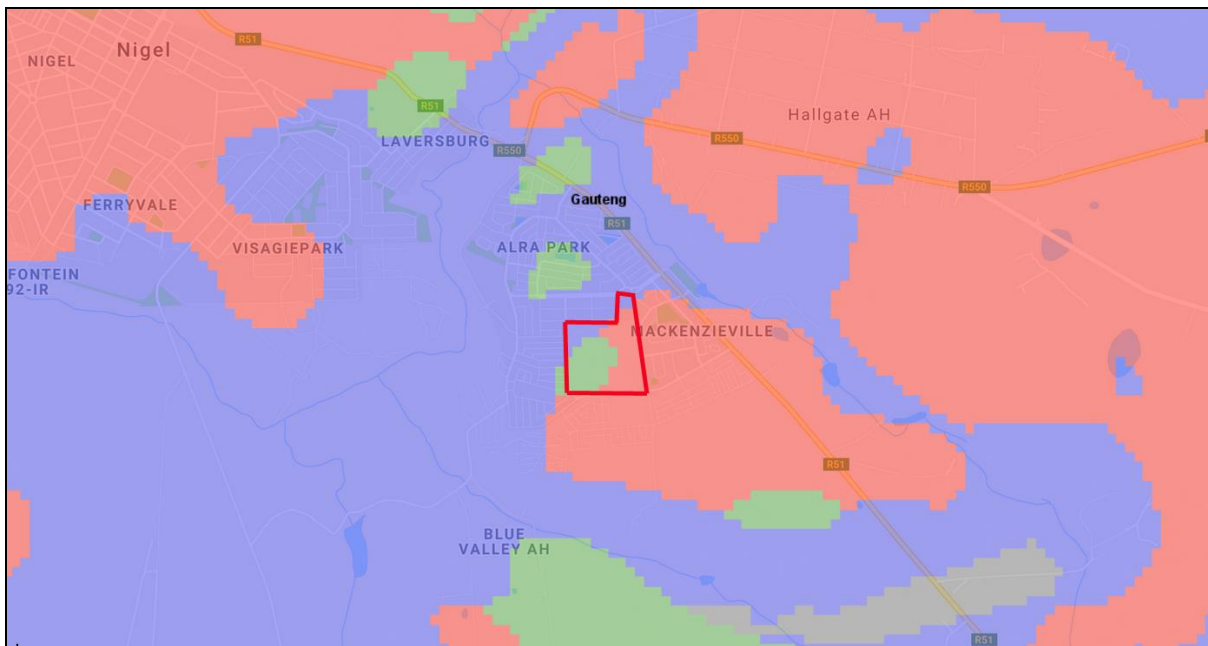 R51
Nigel
NIGEL
R51
Hallgate AH
LAVERSBURG
R550
R550
R550
Gauteng
FERRYVALE
R51
VISAGIEPARK
ALRA PARK
FONTEIN
92-IR
MACKENZIEVILLE
R51
BLUE
VALLEY AH
R51